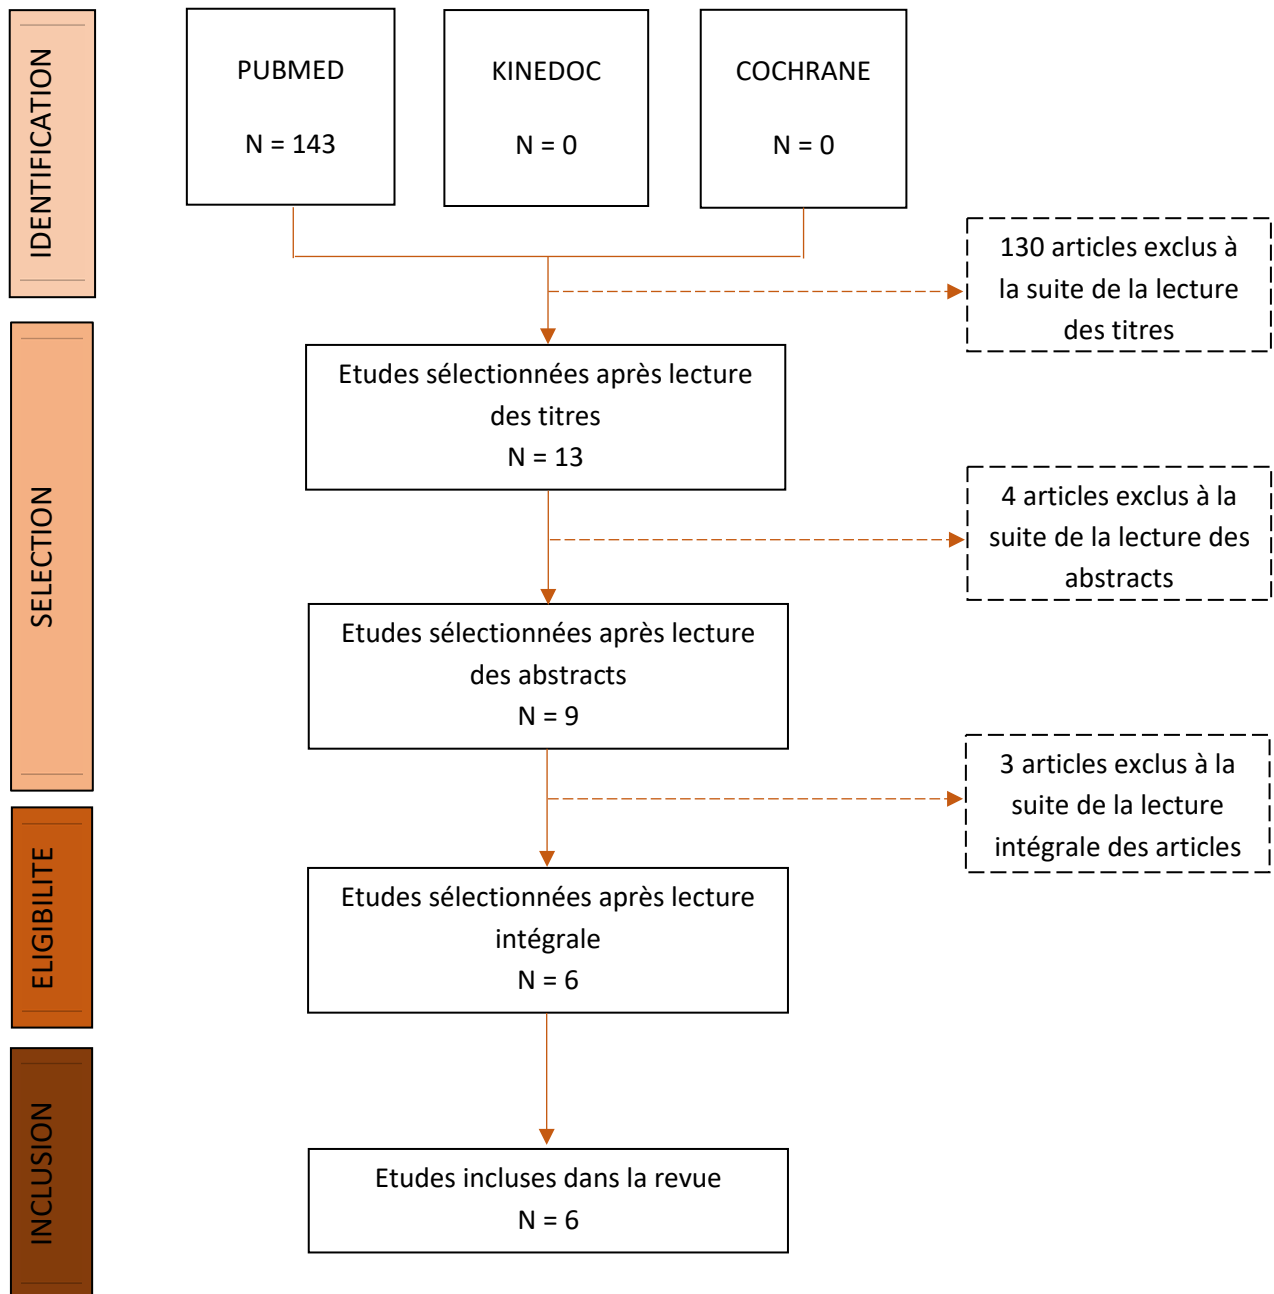 IDENTIFICATION
PUBMED
N = 143
KINEDOC
N = 0
COCHRANE
N = 0
130 articles exclus à
la suite de la lecture
des titres
SELECTION
Etudes sélectionnées après lecture
des titres
N = 13
4 articles exclus à la
suite de la lecture des
abstracts
Etudes sélectionnées après lecture
des abstracts
N = 9
3 articles exclus à la
suite de la lecture
intégrale des articles
ELIGIBILITE
Etudes sélectionnées après lecture
intégrale
N = 6
INCLUSION
Etudes incluses dans la revue
N = 6